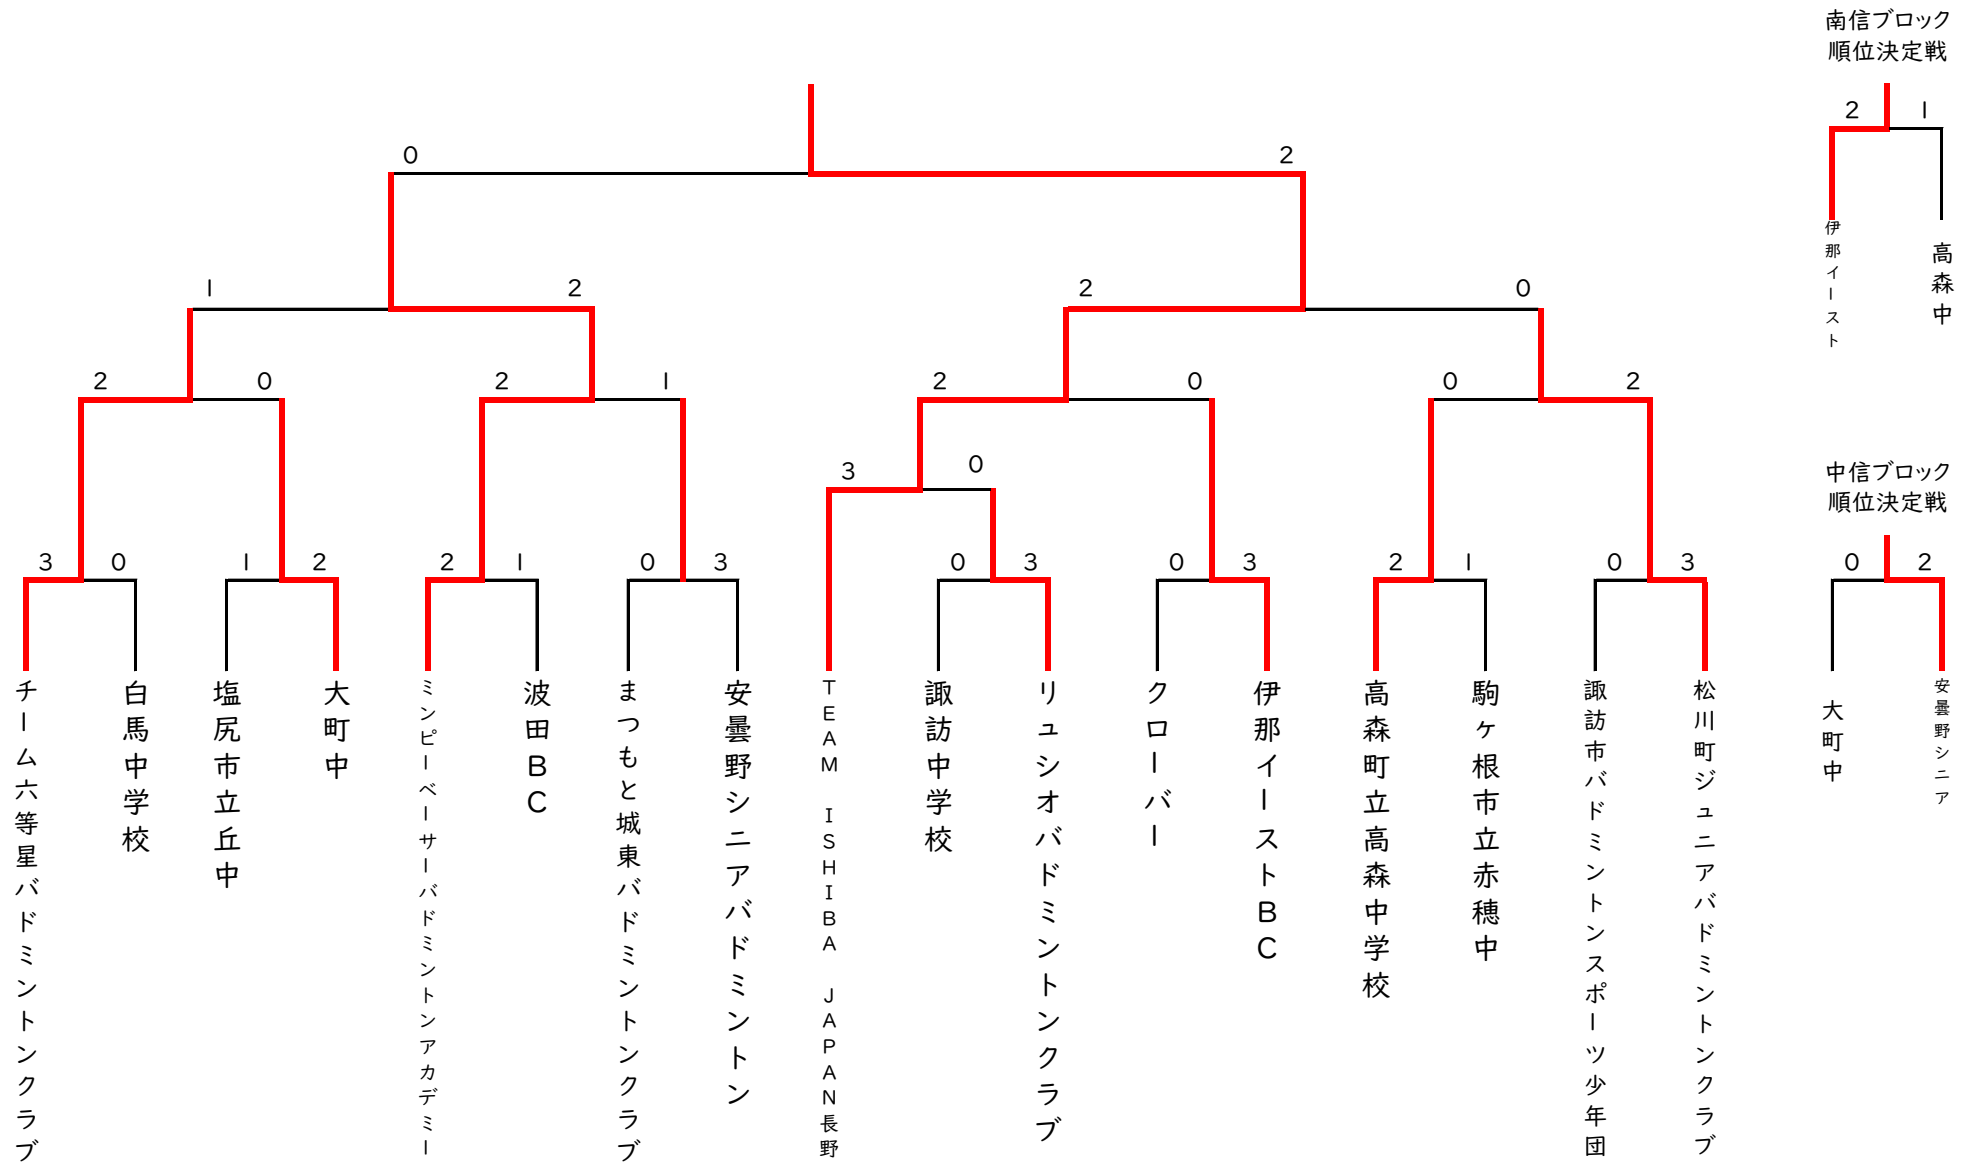 南信ブロック
順位決定戦
2 1
伊那イースト
高森中
0 2
1 2
2 0
2 0
2 1
2 0
0 2
3 0
3 0
1 2
2 1
0 3
0 3
0 3
2 1
0 3
チーム六等星バドミントンクラブ
白馬中学校
塩尻市立丘中
大町中
ミンピーベーサーバドミントンアカデミー
波田BC
まつもと城東バドミントンクラブ
安曇野シニアバドミントン
TEAM ISHIBA JAPAN長野
諏訪中学校
リュシオバドミントンクラブ
クローバー
伊那イーストBC
高森町立高森中学校
駒ヶ根市立赤穂中
諏訪市バドミントンスポーツ少年団
松川町ジュニアバドミントンクラブ
中信ブロック
順位決定戦
0 2
大町中
安曇野シニア